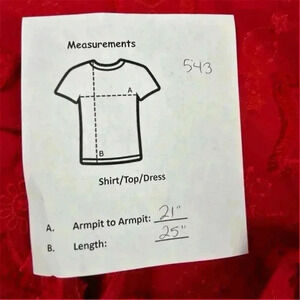 Measurements
543
A
B
Shirt/Top/Dress
A. Armpit to Armpit: 21"
B. Length: 25"